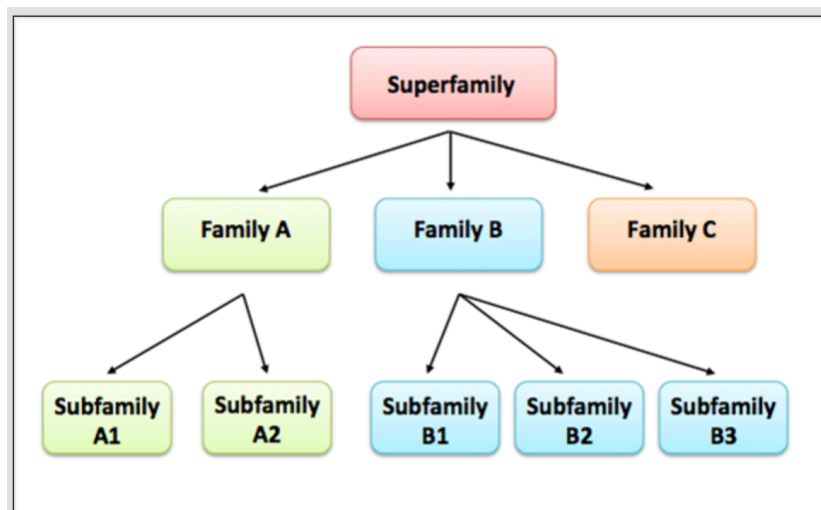 Superfamily
Family A
Family B
Family C
Subfamily
A1
Subfamily
A2
Subfamily
B1
Subfamily
B2
Subfamily
B3